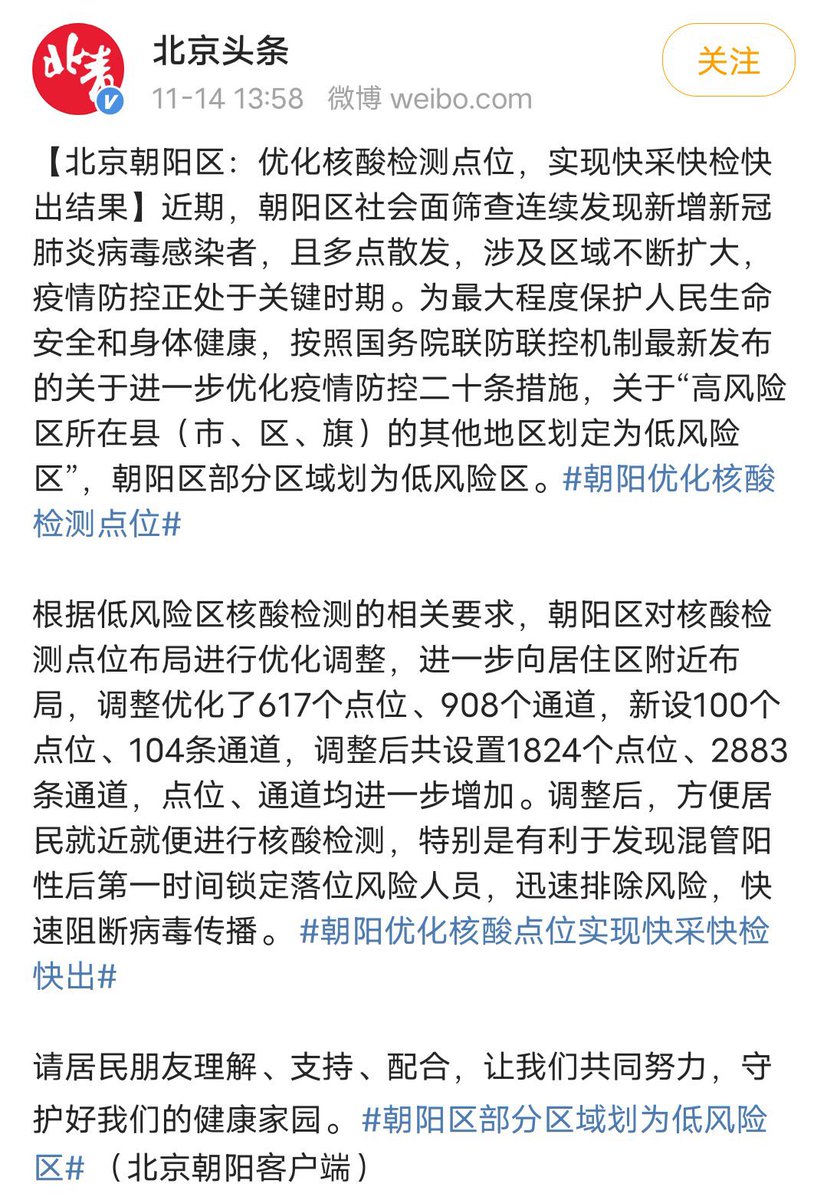 北青
北京头条
关注
11-14 13:58 微博 weibo.com
【北京朝阳区：优化核酸检测点位，实现快采快检快
出结果】近期，朝阳区社会面筛查连续发现新增新冠
肺炎病毒感染者，且多点散发，涉及区域不断扩大，
疫情防控正处于关键时期。为最大程度保护人民生命
安全和身体健康，按照国务院联防联控机制最新发布
的关于进一步优化疫情防控二十条措施，关于“高风险
区所在县（市、区、旗）的其他地区划定为低风险
区”，朝阳区部分区域划为低风险区。#朝阳优化核酸
检测点位#
根据低风险区核酸检测的相关要求，朝阳区对核酸检
测点位布局进行优化调整，进一步向居住区附近布
局，调整优化了617个点位、908个通道，新设100个
点位、104条通道，调整后共设置1824个点位、2883
条通道，点位、通道均进一步增加。调整后，方便居
民就近就便进行核酸检测，特别是有利于发现混管阳
性后第一时间锁定落位风险人员，迅速排除风险，快
速阻断病毒传播。#朝阳优化核酸点位实现快采快检
快出#
请居民朋友理解、支持、配合，让我们共同努力，守
护好我们的健康家园。#朝阳区部分区域划为低风险
区#（北京朝阳客户端）